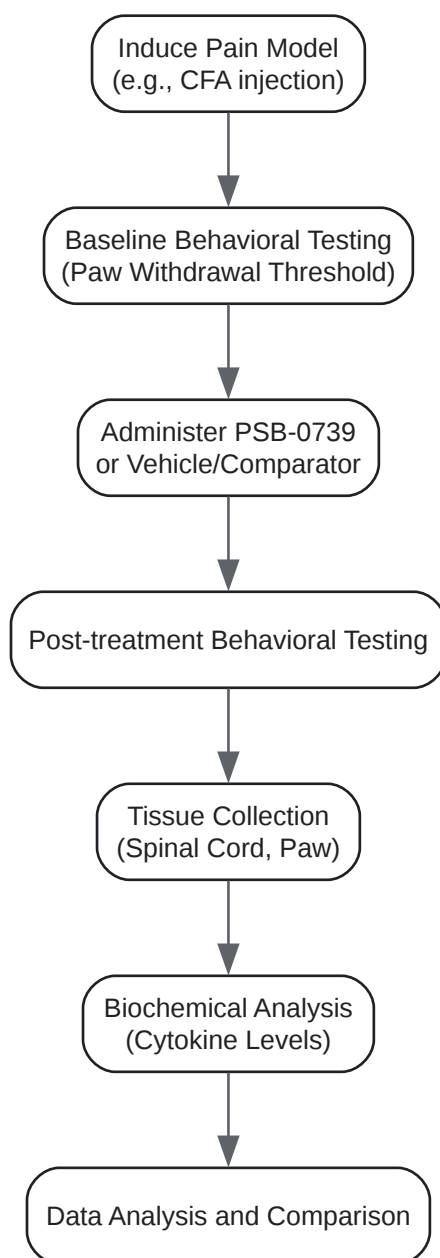 Induce Pain Model
(e.g., CFA injection)
Baseline Behavioral Testing
(Paw Withdrawal Threshold)
Administer PSB-0739
or Vehicle/Comparator
Post-treatment Behavioral Testing
Tissue Collection
(Spinal Cord, Paw)
Biochemical Analysis
(Cytokine Levels)
Data Analysis and Comparison